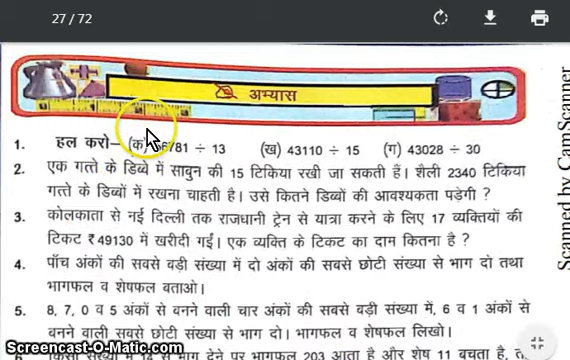 27 / 72
अभ्यास
1. हल करो– (क) 6781 ÷ 13 (ख) 43110 ÷ 15 (ग) 43028 ÷ 30
2. एक गत्ते के डिब्बे में साबुन की 15 टिकिया रखी जा सकती हैं। शैली 2340 टिकिया
गत्ते के डिब्बों में रखना चाहती है। उसे कितने डिब्बों की आवश्यकता पड़ेगी ?
3. कोलकाता से नई दिल्ली तक राजधानी ट्रेन से यात्रा करने के लिए 17 व्यक्तियों की
टिकट ₹ 49130 में खरीदी गईं। एक व्यक्ति के टिकट का दाम कितना है ?
4. पाँच अंकों की सबसे बड़ी संख्या में दो अंकों की सबसे छोटी संख्या से भाग दो तथा
भागफल व शेषफल बताओ।
5. 8, 7, 0 व 5 अंकों से बनने वाली चार अंकों की सबसे बड़ी संख्या में, 6 व 1 अंकों से
बनने वाली सबसे छोटी संख्या से भाग दो। भागफल व शेषफल लिखो।
6. किसी संख्या में 14 से भाग देने पर भागफल 203 आता है और शेष 11 बचता है,
Scanned by CamScanner
Screencast-O-Matic.com